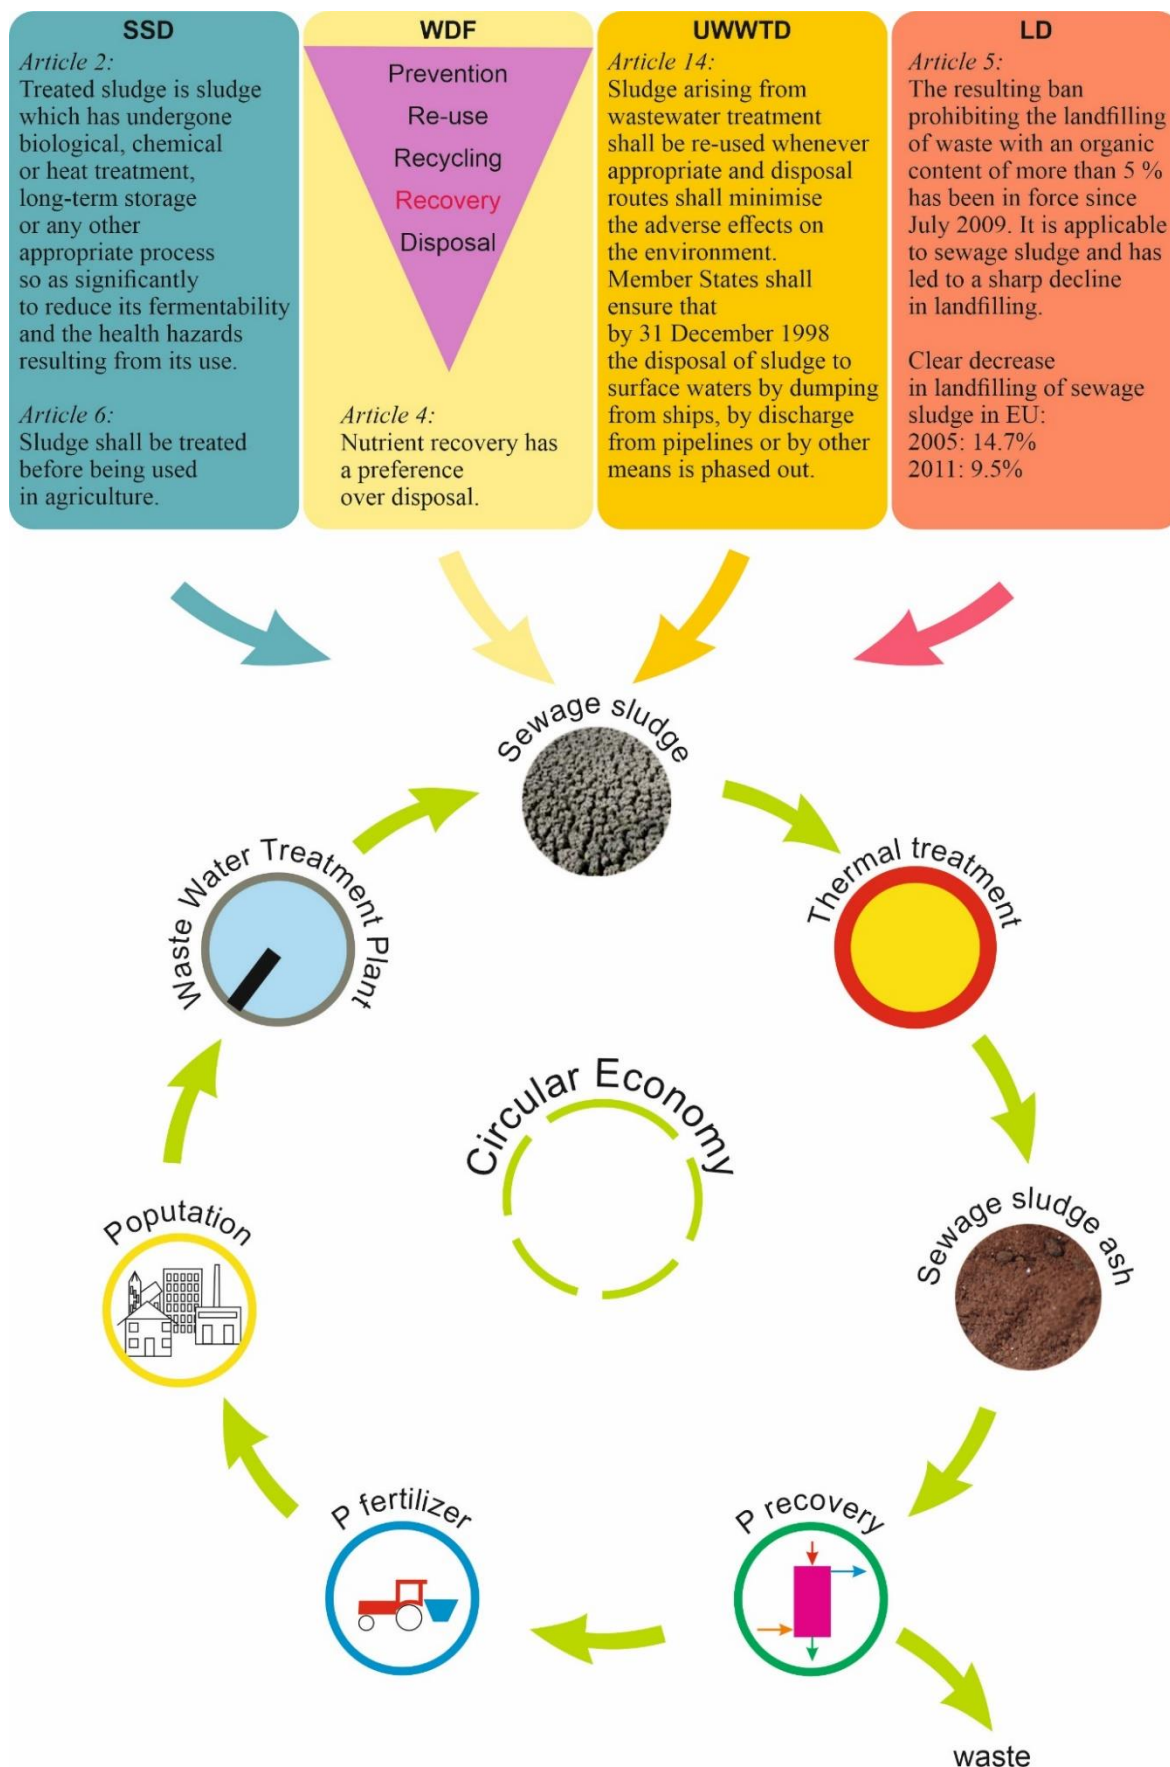 SSD
Article 2:
Treated sludge is sludge
which has undergone
biological, chemical
or heat treatment,
long-term storage
or any other
appropriate process
so as significantly
to reduce its fermentability
and the health hazards
resulting from its use.
Article 6:
Sludge shall be treated
before being used
in agriculture.
WDF
Prevention
Re-use
Recycling
Recovery
Disposal
Article 4:
Nutrient recovery has
a preference
over disposal.
UWWTD
Article 14:
Sludge arising from
wastewater treatment
shall be re-used whenever
appropriate and disposal
routes shall minimise
the adverse effects on
the environment.
Member States shall
ensure that
by 31 December 1998
the disposal of sludge to
surface waters by dumping
from ships, by discharge
from pipelines or by other
means is phased out.
LD
Article 5:
The resulting ban
prohibiting the landfilling
of waste with an organic
content of more than 5 %
has been in force since
July 2009. It is applicable
to sewage sludge and has
led to a sharp decline
in landfilling.
Clear decrease
in landfilling of sewage
sludge in EU:
2005: 14.7%
2011: 9.5%
Sewage sludge
Waste Water Treatment Plant
Thermal treatment
Circular Economy
Poputation
Sewage sludge ash
P fertilizer
P recovery
waste